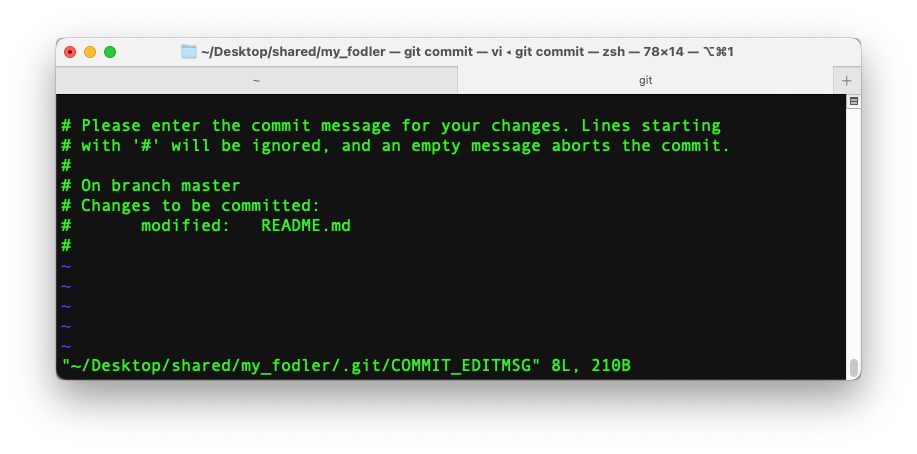 ~/Desktop/shared/my_fodler — git commit — vi ◂ git commit — zsh — 78×14 — ⌥⌘1
~ git +
# Please enter the commit message for your changes. Lines starting
# with '#' will be ignored, and an empty message aborts the commit.
#
# On branch master
# Changes to be committed:
#       modified:   README.md
#
~
~
~
~
~
"~/Desktop/shared/my_fodler/.git/COMMIT_EDITMSG" 8L, 210B